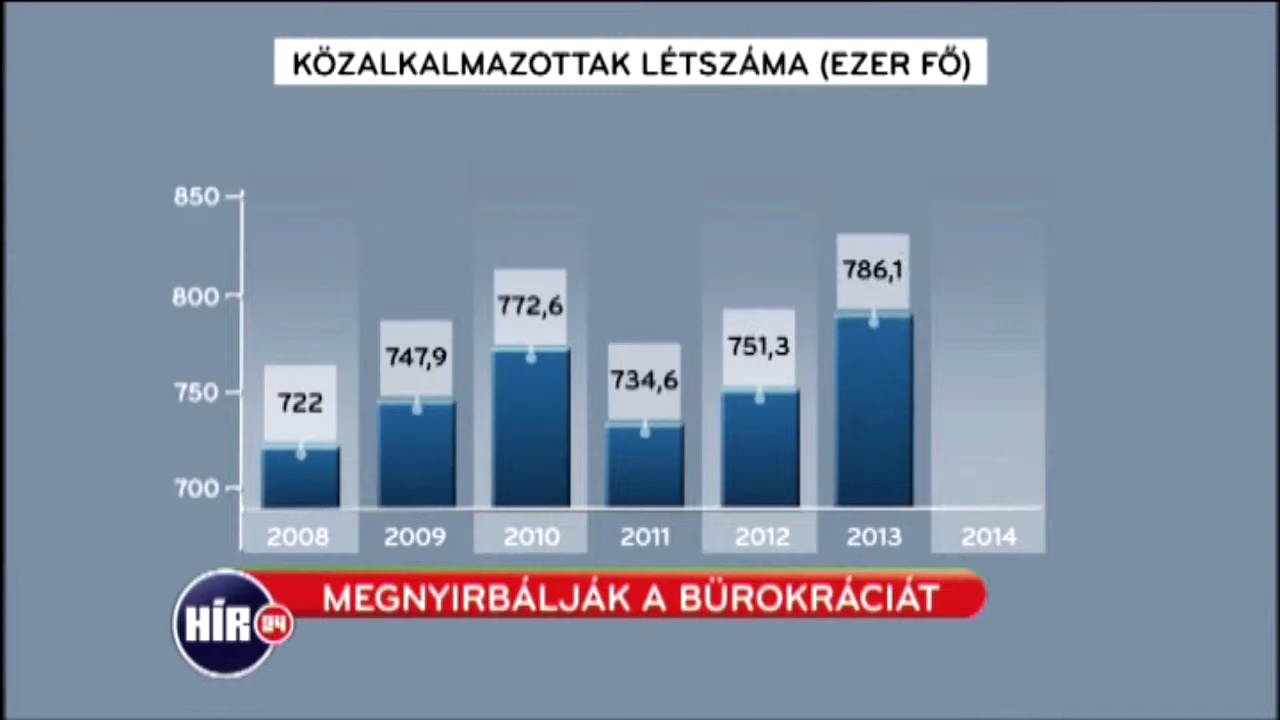 KÖZALKALMAZOTTAK LÉTSZÁMA (EZER FŐ)
850
800
750
700
722
747,9
772,6
734,6
751,3
786,1
2008 2009 2010 2011 2012 2013 2014
MEGNYIRBÁLJÁK A BÜROKRÁCIÁT
HÍR 24